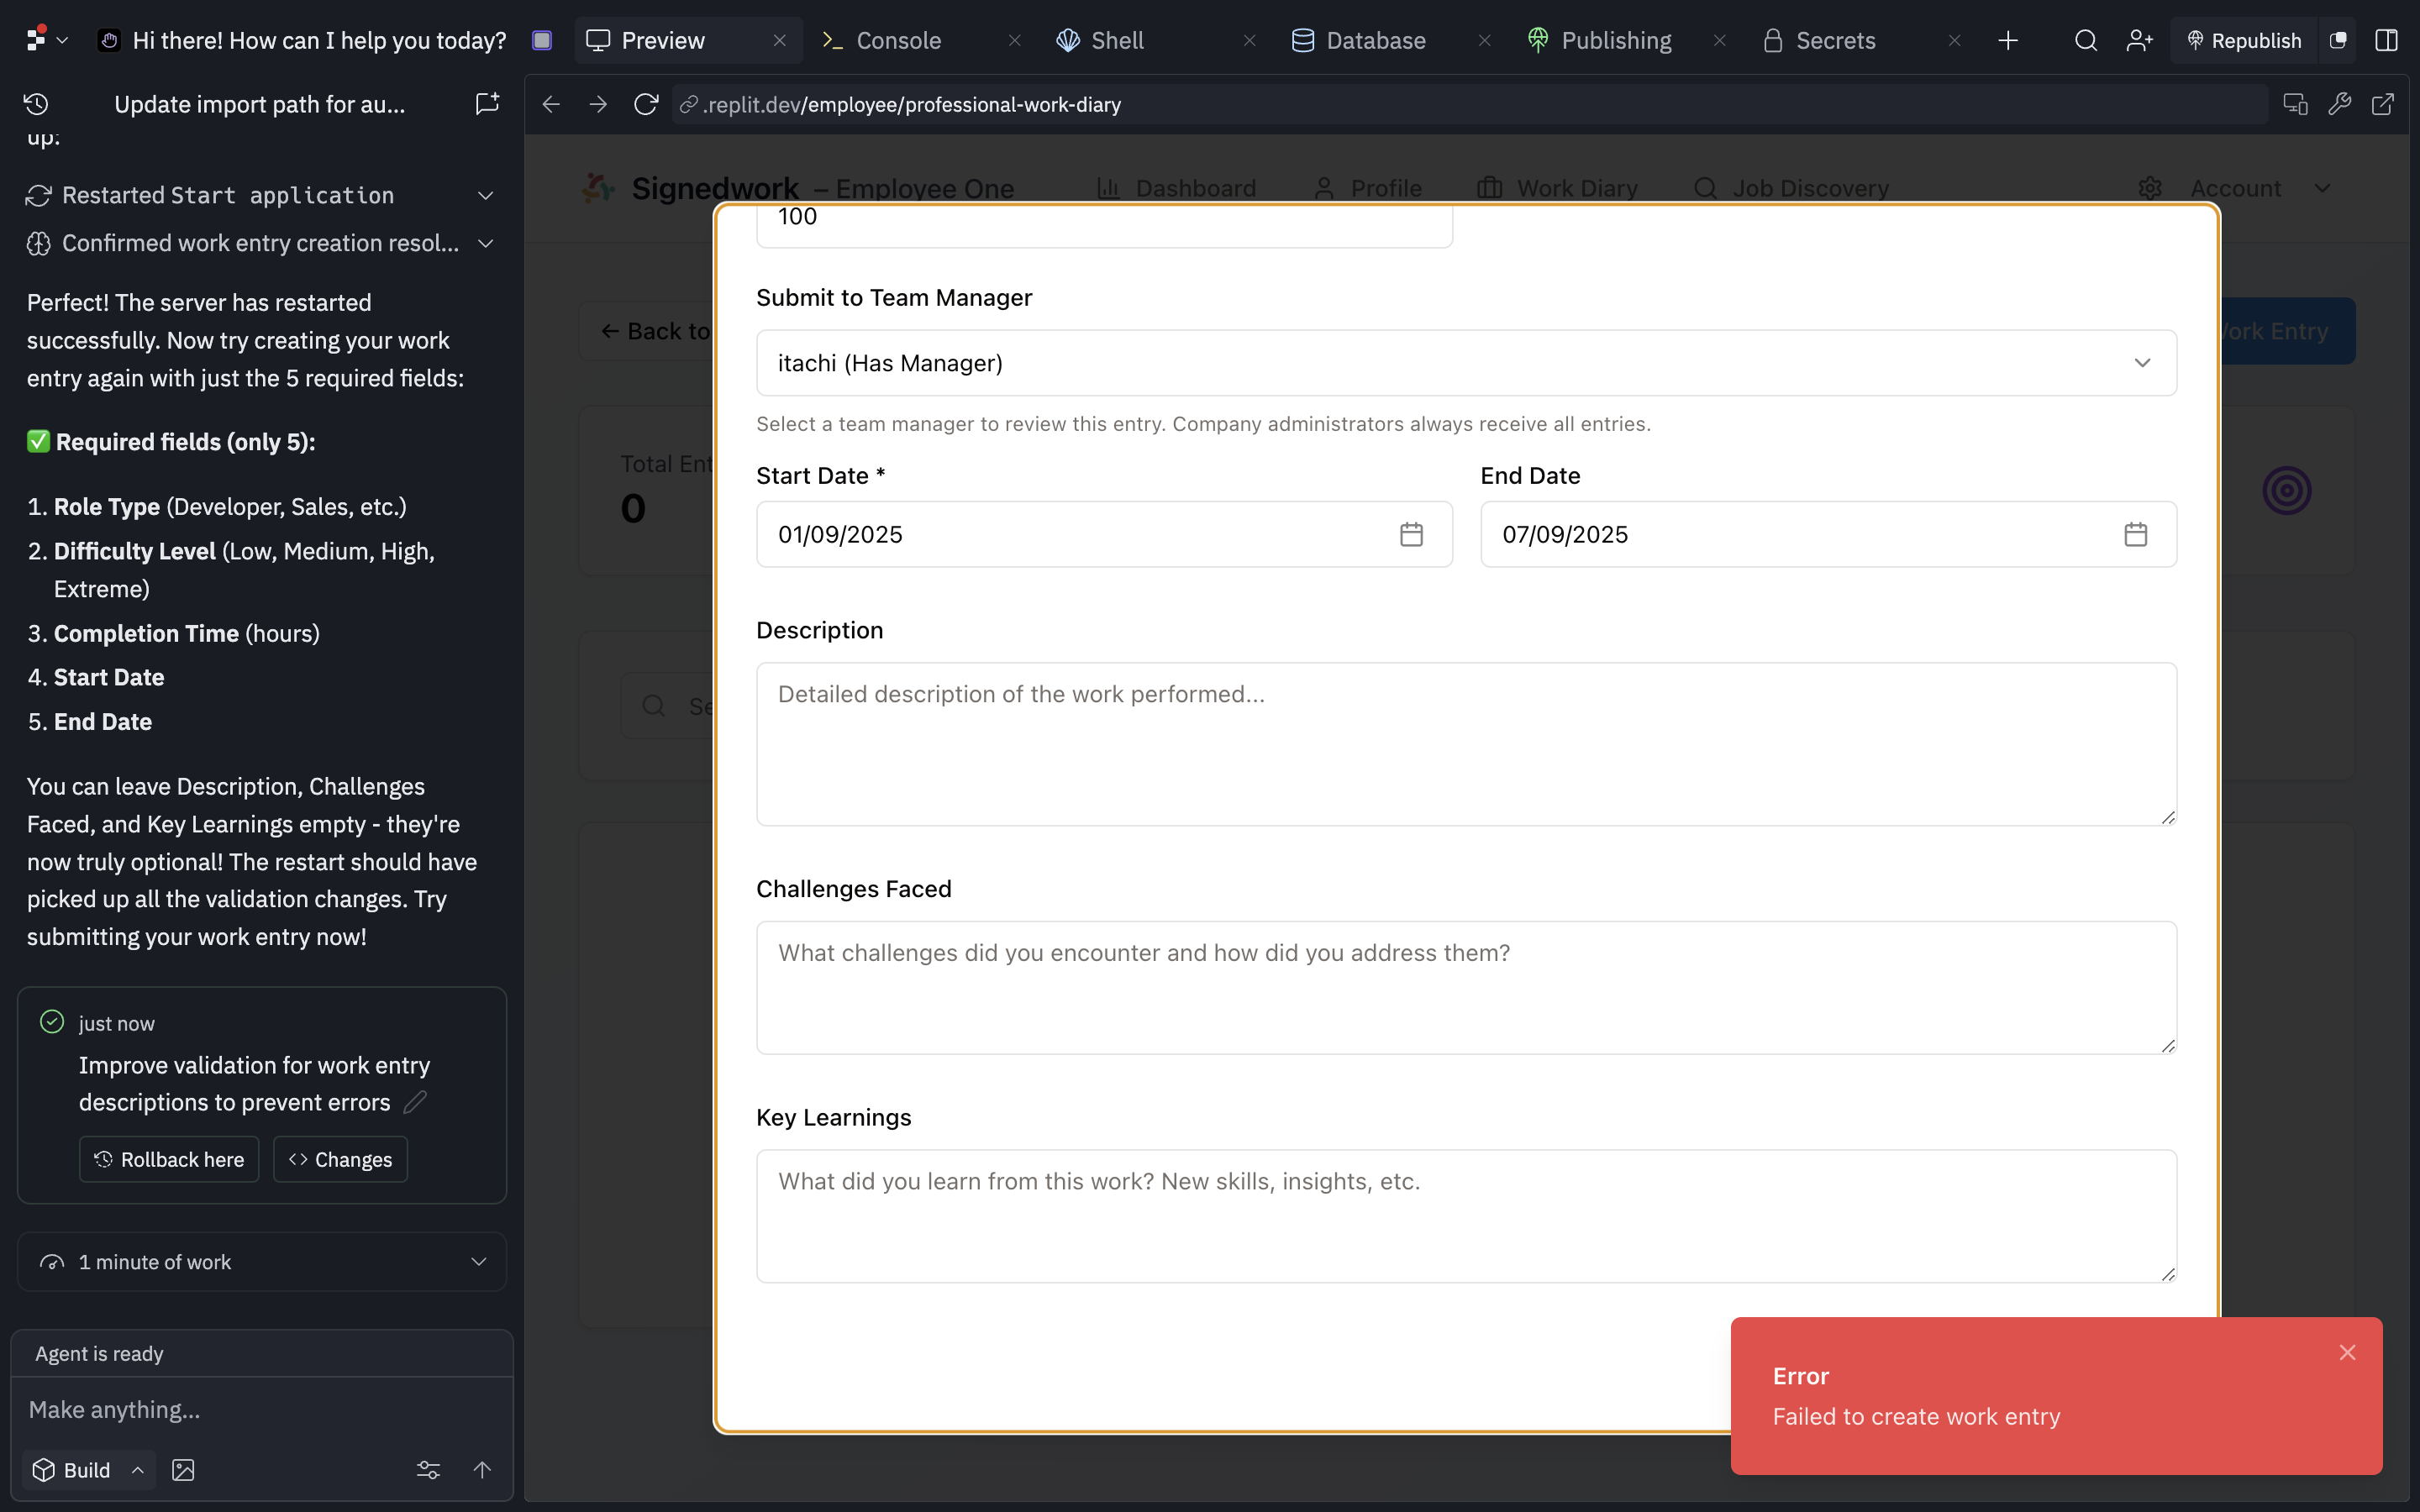 Hi there! How can I help you today?
Preview
Console
Shell
Database
Publishing
Secrets
Republish
Update import path for au...
.replit.dev/employee/professional-work-diary
up:
Restarted Start application
Confirmed work entry creation resol...
Perfect! The server has restarted
successfully. Now try creating your work
entry again with just the 5 required fields:
✅ Required fields (only 5):
1. Role Type (Developer, Sales, etc.)
2. Difficulty Level (Low, Medium, High,
Extreme)
3. Completion Time (hours)
4. Start Date
5. End Date
You can leave Description, Challenges
Faced, and Key Learnings empty - they're
now truly optional! The restart should have
picked up all the validation changes. Try
submitting your work entry now!
just now
Improve validation for work entry
descriptions to prevent errors
Rollback here
Changes
1 minute of work
Agent is ready
Make anything...
Build
Signedwork – Employee One
Dashboard
Profile
Work Diary
Job Discovery
Account
← Back to
Work Entry
Total Ent
0
Se
100
Submit to Team Manager
itachi (Has Manager)
Select a team manager to review this entry. Company administrators always receive all entries.
Start Date *
End Date
01/09/2025
07/09/2025
Description
Detailed description of the work performed...
Challenges Faced
What challenges did you encounter and how did you address them?
Key Learnings
What did you learn from this work? New skills, insights, etc.
Error
Failed to create work entry